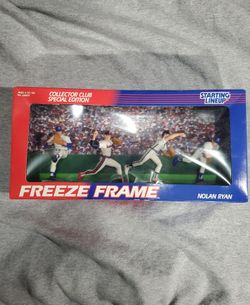 COLLECTOR CLUB
SPECIAL EDITION
STARTING
LINEUP
FREEZE FRAME
NOLAN RYAN